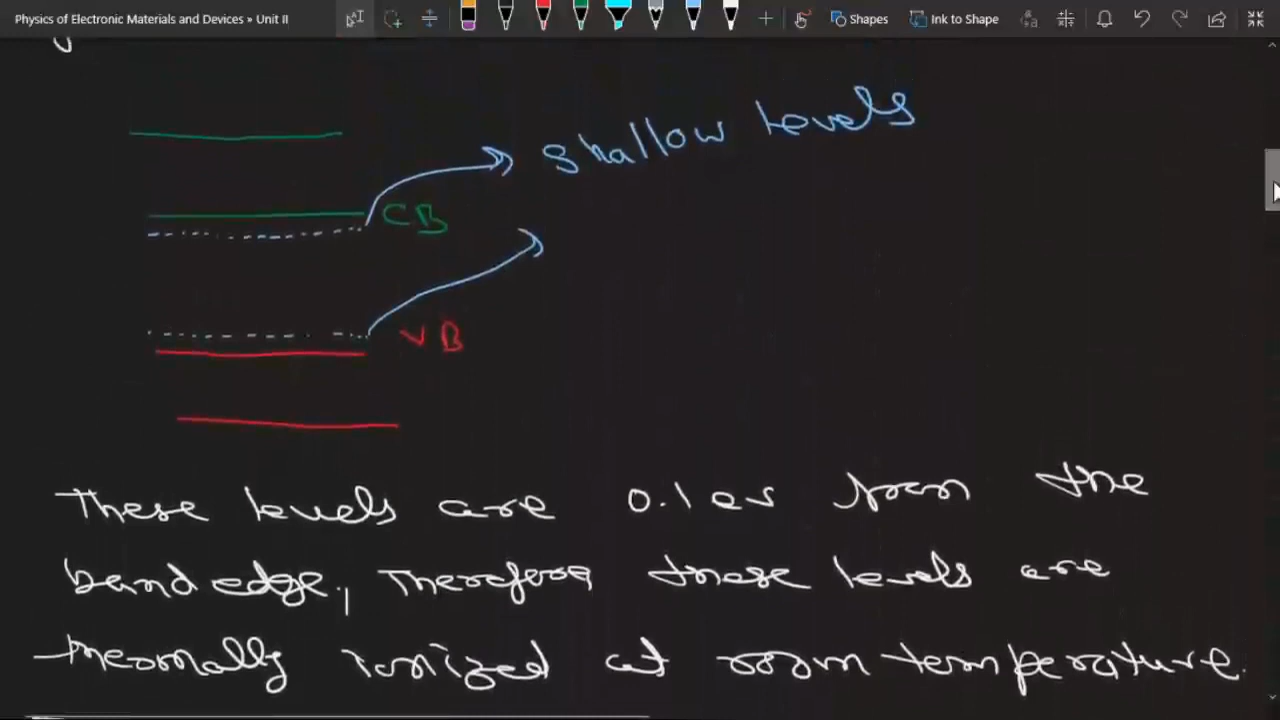 Physics of Electronic Materials and Devices » Unit II
Shapes
Ink to Shape
shallow levels
CB
VB
These levels are 0.1 ev from the
band edge, Therefore these levels are
thermally ionized at room temperature.